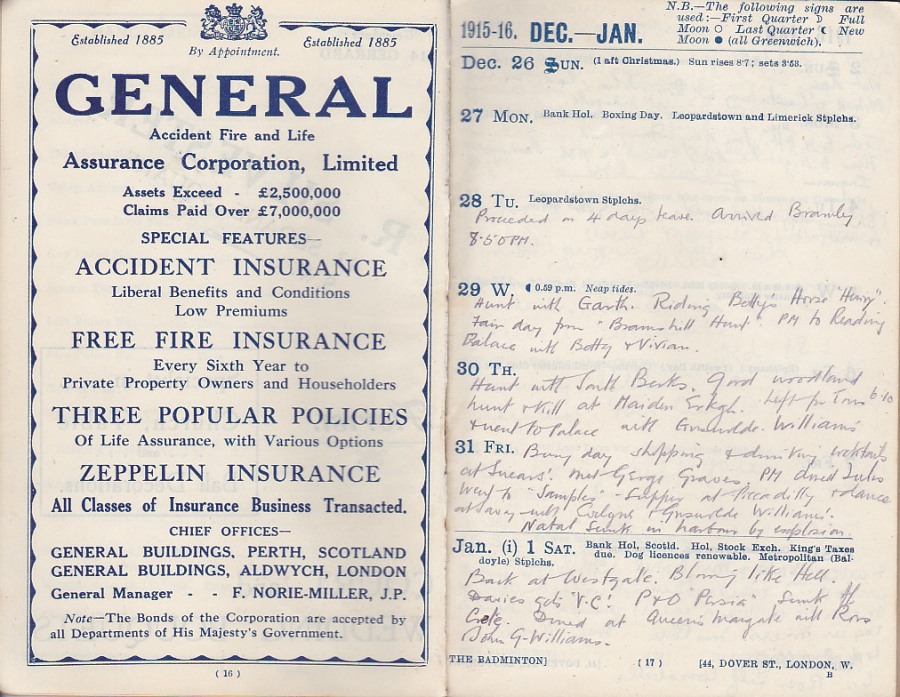 Established 1885
By Appointment.
Established 1885
GENERAL
Accident Fire and Life
Assurance Corporation, Limited
Assets Exceed - £2,500,000
Claims Paid Over £7,000,000
SPECIAL FEATURES—
ACCIDENT INSURANCE
Liberal Benefits and Conditions
Low Premiums
FREE FIRE INSURANCE
Every Sixth Year to
Private Property Owners and Householders
THREE POPULAR POLICIES
Of Life Assurance, with Various Options
ZEPPELIN INSURANCE
All Classes of Insurance Business Transacted.
CHIEF OFFICES—
GENERAL BUILDINGS, PERTH, SCOTLAND
GENERAL BUILDINGS, ALDWYCH, LONDON
General Manager - - F. NORIE-MILLER, J.P.
Note—The Bonds of the Corporation are accepted by
all Departments of His Majesty's Government.
( 16 )
N.B.—The following signs are
used:—First Quarter ☽ Full
Moon ○ Last Quarter ☾ New
Moon ● (all Greenwich).
1915-16. DEC.—JAN.
Dec. 26 SUN. (1 aft Christmas.) Sun rises 8·7; sets 3·53.
27 MON. Bank Hol. Boxing Day. Leopardstown and Limerick Stplchs.
28 TU. Leopardstown Stplchs.
Proceeded on 4 days leave. Arrived Bramley
8.50 PM.
29 W. ☾ 0.59 p.m. Neap tides.
Hunt with Garth. Riding Betty's Horse "Henry".
Fair day from "Bramshill Hunt". PM to Reading
Palace with Betty & Vivian.
30 TH.
Hunt with South Berks. Good woodland
hunt & kill at Maiden Erlegh. Left for Town 6.10
& went to Palace with Griswolde. Williams
31 FRI. Busy day shopping & drinking cocktails
at Met George Graves PM dined
Went to "Samples" - Supper at Piccadilly & dance
at Savoy with & Griswolde Williams'.
Natal Sunk in harbour by explosion.
Jan. (i) 1 SAT. Bank Hol, Scotld. Hol, Stock Exch. King's Taxes
due. Dog licences renewable. Metropolitan (Bal-
doyle) Stplchs.
Back at Westgate. Blowing like Hell.
Davies gets "V.C"! P & O "Persia" Sunk off
Crete. Dined at Queens Margate with Ross
John G-Williams.
THE BADMINTON]
( 17 )
[44, DOVER ST., LONDON, W.
B